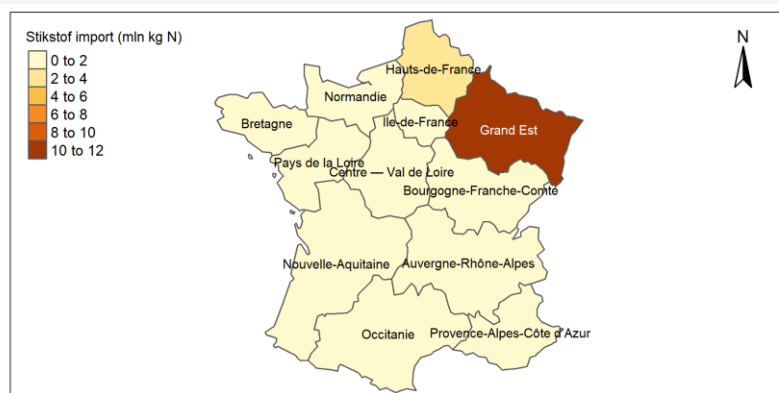 Stikstof import (mln kg N)
0 to 2
2 to 4
4 to 6
6 to 8
8 to 10
10 to 12
N
Hauts-de-France
Normandie
Ile-de-France
Grand Est
Bretagne
Pays de la Loire
Centre — Val de Loire
Bourgogne-Franche-Comté
Nouvelle-Aquitaine
Auvergne-Rhône-Alpes
Occitanie
Provence-Alpes-Côte d'Azur